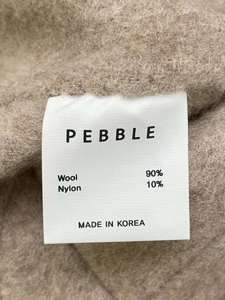 PEBBLE
Wool 90%
Nylon 10%
MADE IN KOREA